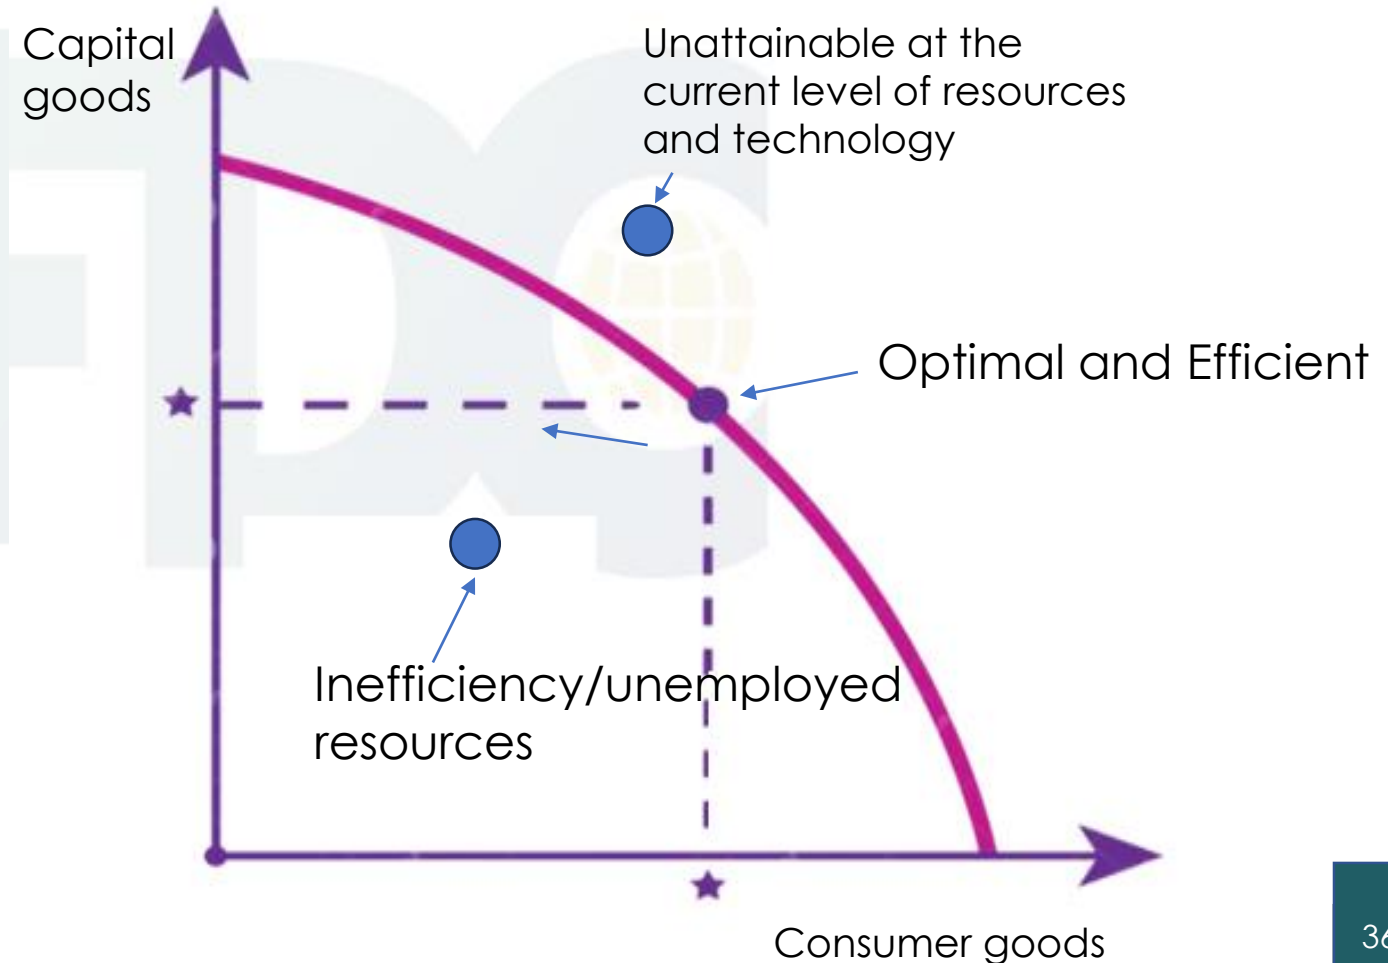 Capital
goods
Unattainable at the
current level of resources
and technology
Optimal and Efficient
Inefficiency/unemployed
resources
Consumer goods